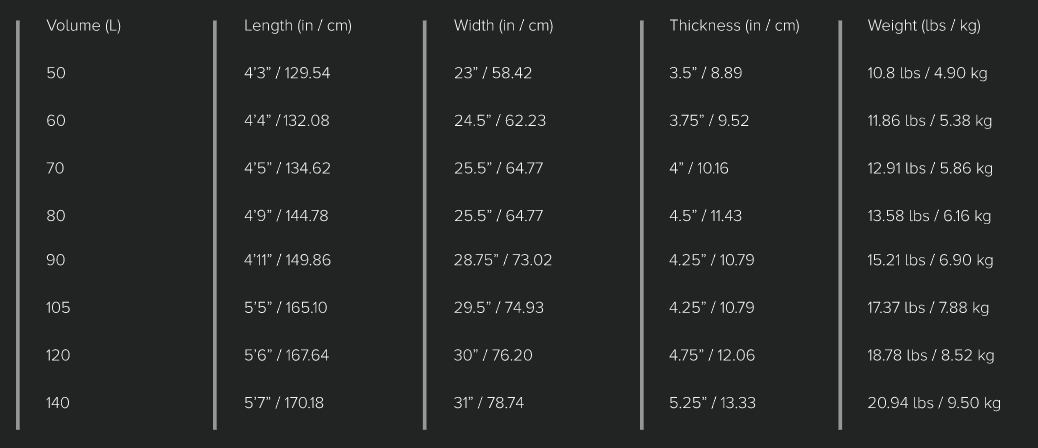 Volume (L) Length (in / cm) Width (in / cm) Thickness (in / cm) Weight (lbs / kg)
50 4’3” / 129.54 23” / 58.42 3.5” / 8.89 10.8 lbs / 4.90 kg
60 4’4” / 132.08 24.5” / 62.23 3.75” / 9.52 11.86 lbs / 5.38 kg
70 4’5” / 134.62 25.5” / 64.77 4” / 10.16 12.91 lbs / 5.86 kg
80 4’9” / 144.78 25.5” / 64.77 4.5” / 11.43 13.58 lbs / 6.16 kg
90 4’11” / 149.86 28.75” / 73.02 4.25” / 10.79 15.21 lbs / 6.90 kg
105 5’5” / 165.10 29.5” / 74.93 4.25” / 10.79 17.37 lbs / 7.88 kg
120 5’6” / 167.64 30” / 76.20 4.75” / 12.06 18.78 lbs / 8.52 kg
140 5’7” / 170.18 31” / 78.74 5.25” / 13.33 20.94 lbs / 9.50 kg